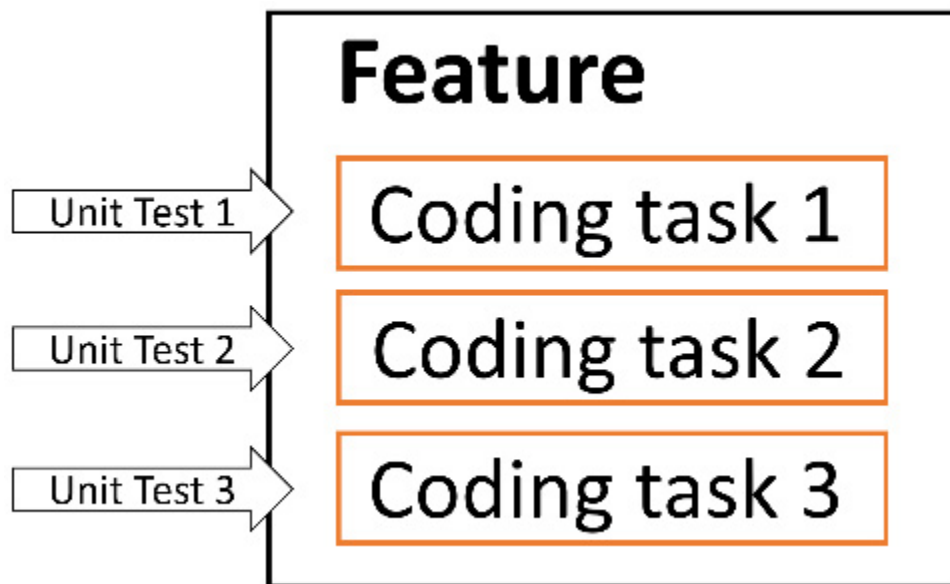 Feature
Unit Test 1
Coding task 1
Unit Test 2
Coding task 2
Unit Test 3
Coding task 3